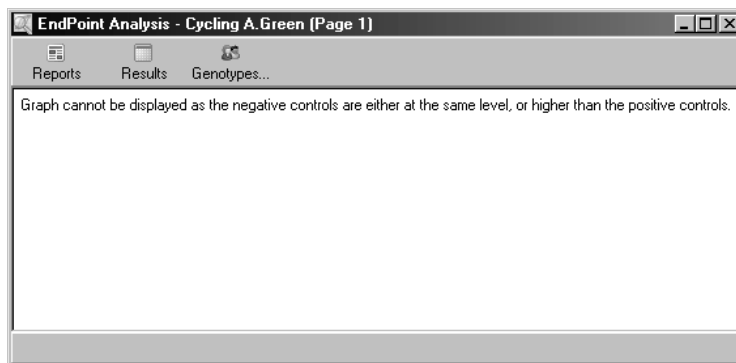 EndPoint Analysis - Cycling A.Green (Page 1)
Reports Results Genotypes...
Graph cannot be displayed as the negative controls are either at the same level, or higher than the positive controls.